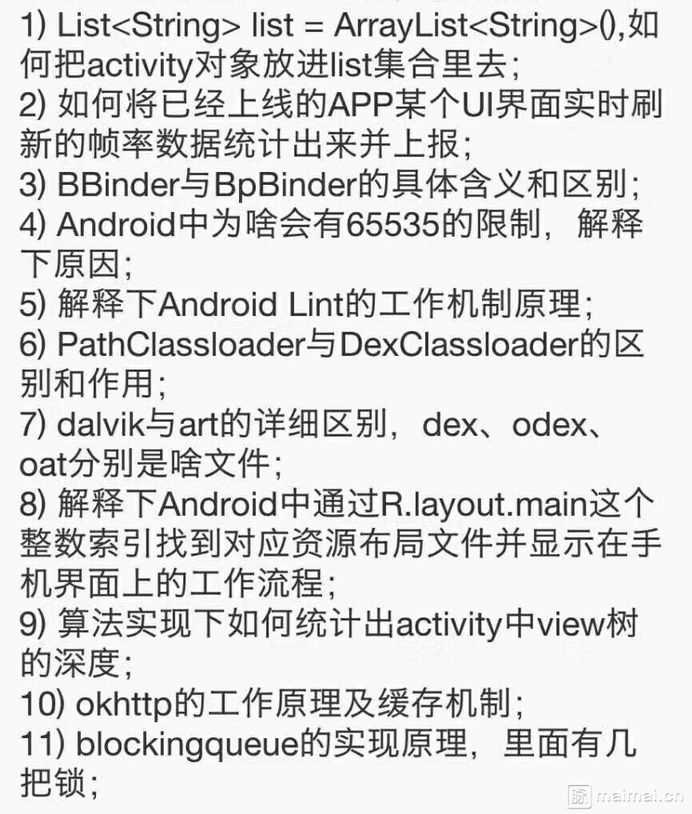 1) List<String> list = ArrayList<String>(),如
何把activity对象放进list集合里去；
2) 如何将已经上线的APP某个UI界面实时刷
新的帧率数据统计出来并上报；
3) BBinder与BpBinder的具体含义和区别；
4) Android中为啥会有65535的限制，解释
下原因；
5) 解释下Android Lint的工作机制原理；
6) PathClassloader与DexClassloader的区
别和作用；
7) dalvik与art的详细区别，dex、odex、
oat分别是啥文件；
8) 解释下Android中通过R.layout.main这个
整数索引找到对应资源布局文件并显示在手
机界面上的工作流程；
9) 算法实现下如何统计出activity中view树
的深度；
10) okhttp的工作原理及缓存机制；
11) blockingqueue的实现原理，里面有几
把锁；
脉 maimai.cn